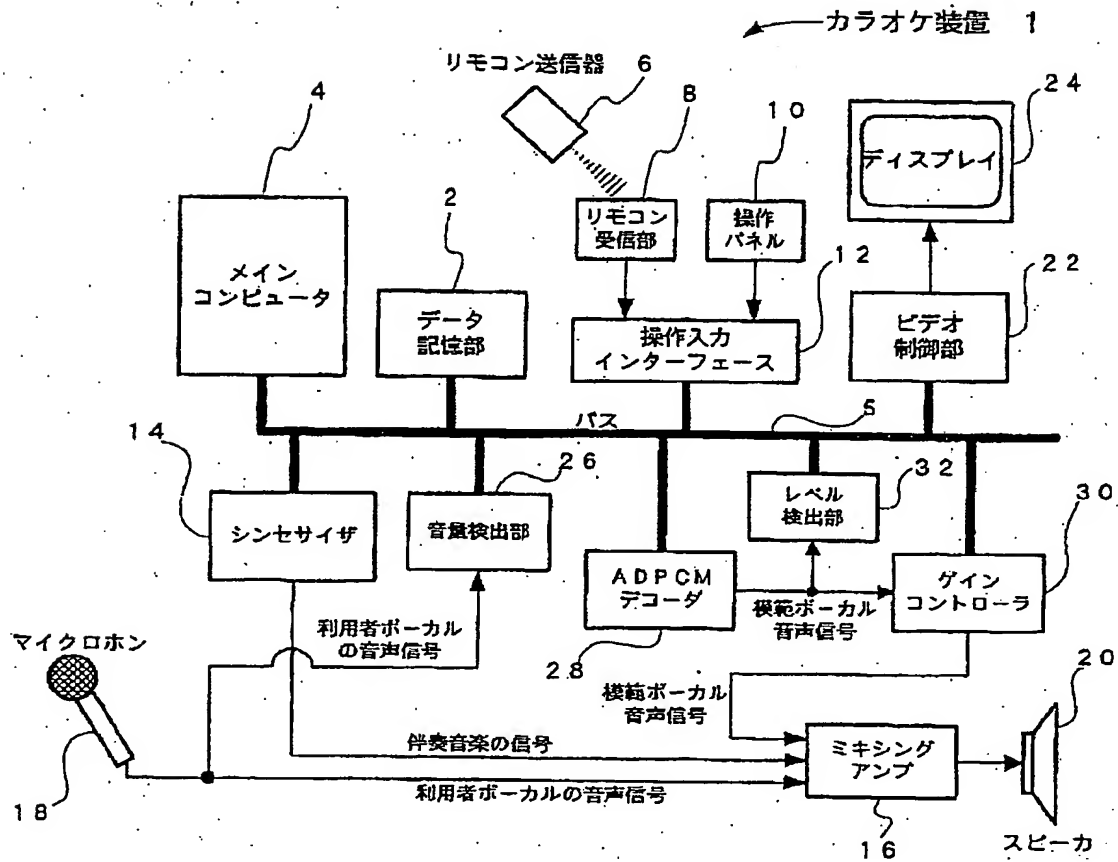 カラオケ装置 1
リモコン送信器
6
4
8
10
24
ディスプレイ
2
リモコン
受信部
操作
パネル
メイン
コンピュータ
データ
記憶部
12
22
操作入力
インターフェース
ビデオ
制御部
バス
5
14
26
32
30
シンセサイザ
音量検出部
レベル
検出部
ADPCM
デコーダ
ゲイン
コントローラ
模範ボーカル
音声信号
利用者ボーカル
の音声信号
マイクロホン
28
20
模範ボーカル
音声信号
伴奏音楽の信号
ミキシング
アンプ
利用者ボーカルの音声信号
18
16
スピーカ